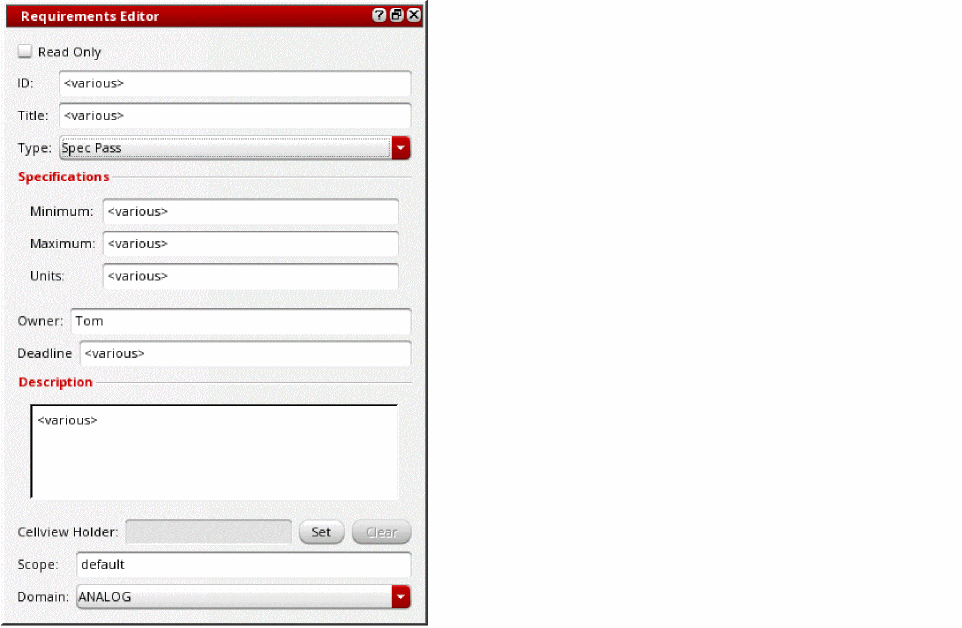 Requirements Editor
Read Only
ID: <various>
Title: <various>
Type: Spec Pass
Specifications
Minimum: <various>
Maximum: <various>
Units: <various>
Owner: Tom
Deadline <various>
Description
<various>
Cellview Holder: Set Clear
Scope: default
Domain: ANALOG